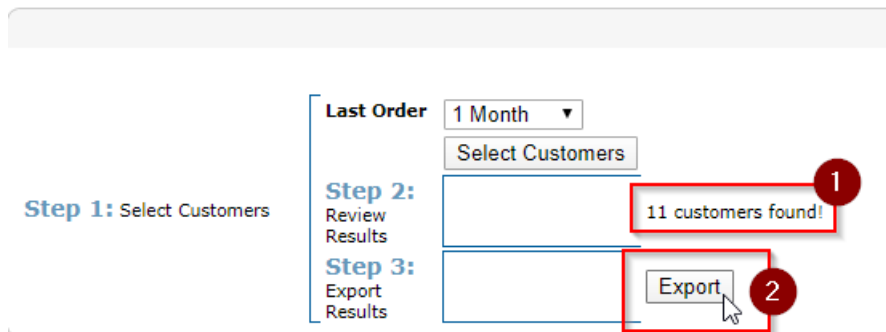 Last Order 1 Month
Select Customers
Step 1: Select Customers
Step 2:
Review
Results
11 customers found!
1
Step 3:
Export
Results
Export
2